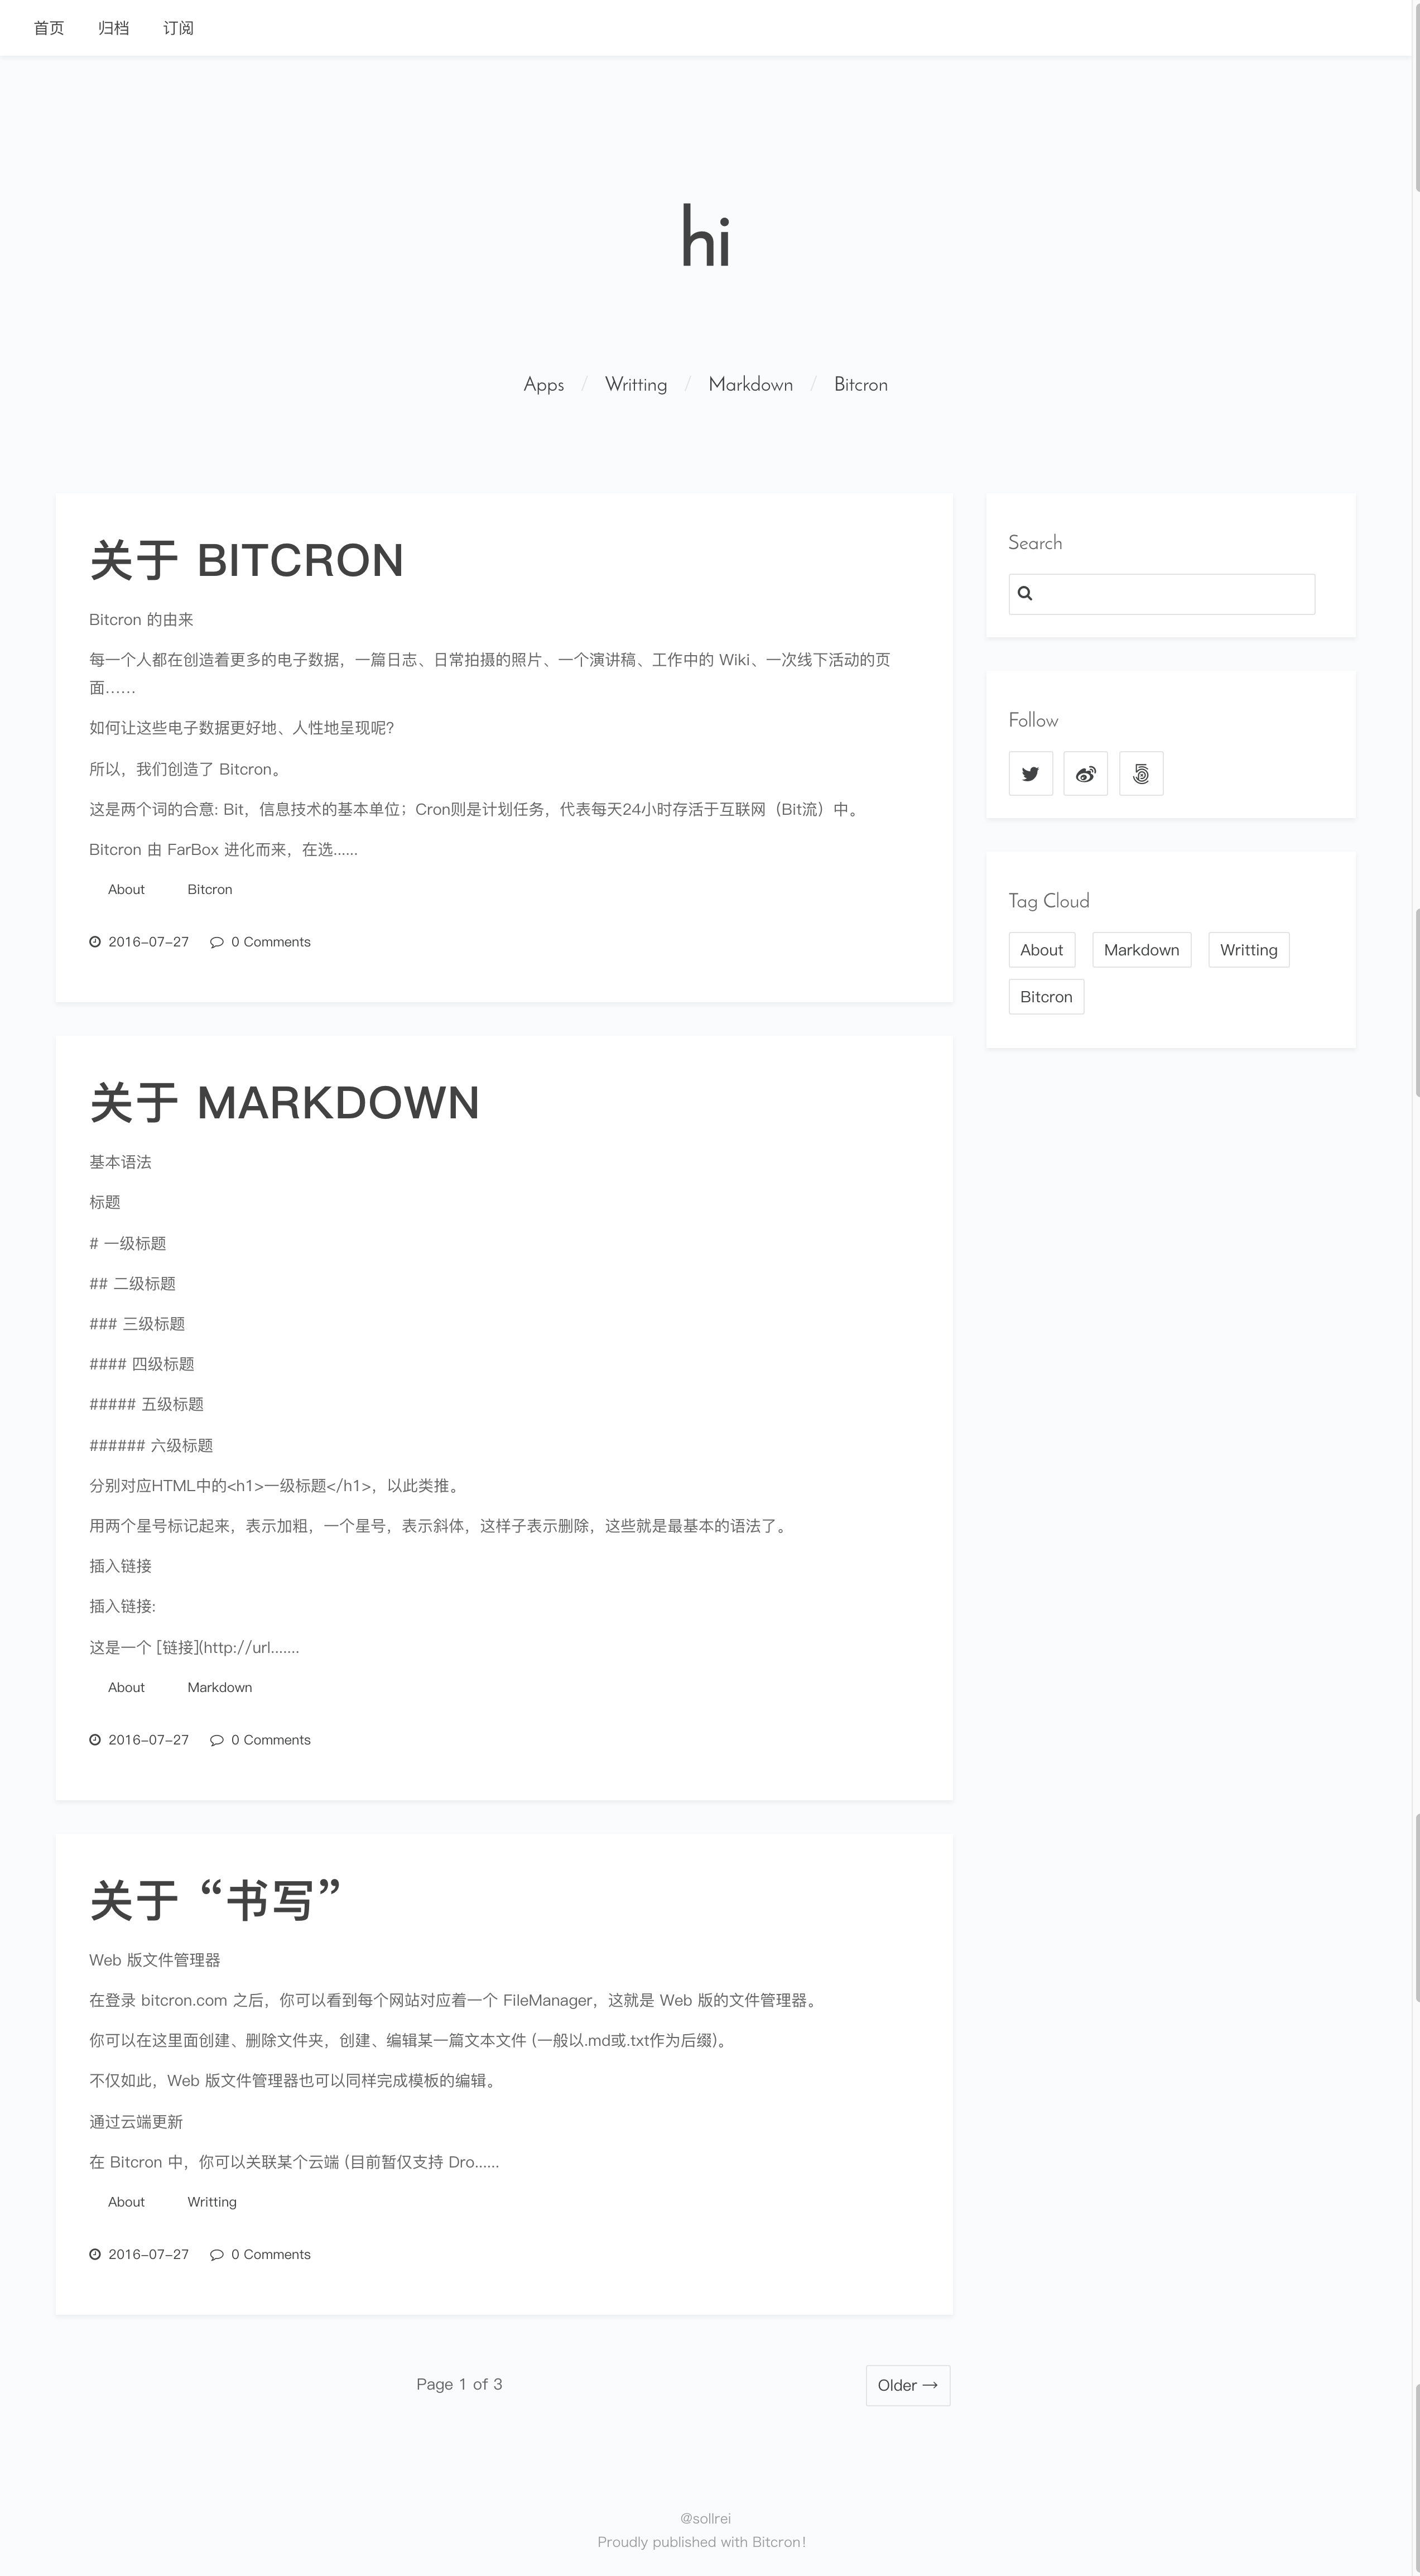 首页 归档 订阅
hi
Apps / Writting / Markdown / Bitcron
关于 BITCRON
Bitcron 的由来
每一个人都在创造着更多的电子数据，一篇日志、日常拍摄的照片、一个演讲稿、工作中的 Wiki、一次线下活动的页
面……
如何让这些电子数据更好地、人性地呈现呢?
所以，我们创造了 Bitcron。
这是两个词的合意: Bit，信息技术的基本单位；Cron则是计划任务，代表每天24小时存活于互联网（Bit流）中。
Bitcron 由 FarBox 进化而来，在选......
About Bitcron
2016-07-27 0 Comments
关于 MARKDOWN
基本语法
标题
# 一级标题
## 二级标题
### 三级标题
#### 四级标题
##### 五级标题
###### 六级标题
分别对应HTML中的<h1>一级标题</h1>，以此类推。
用两个星号标记起来，表示加粗，一个星号，表示斜体，这样子表示删除，这些就是最基本的语法了。
插入链接
插入链接:
这是一个 [链接](http://url.......
About Markdown
2016-07-27 0 Comments
关于 “书写”
Web 版文件管理器
在登录 bitcron.com 之后，你可以看到每个网站对应着一个 FileManager，这就是 Web 版的文件管理器。
你可以在这里面创建、删除文件夹，创建、编辑某一篇文本文件 (一般以.md或.txt作为后缀)。
不仅如此，Web 版文件管理器也可以同样完成模板的编辑。
通过云端更新
在 Bitcron 中，你可以关联某个云端 (目前暂仅支持 Dro......
About Writting
2016-07-27 0 Comments
Page 1 of 3
Older →
Search
Follow
Tag Cloud
About Markdown Writting
Bitcron
@sollrei
Proudly published with Bitcron!